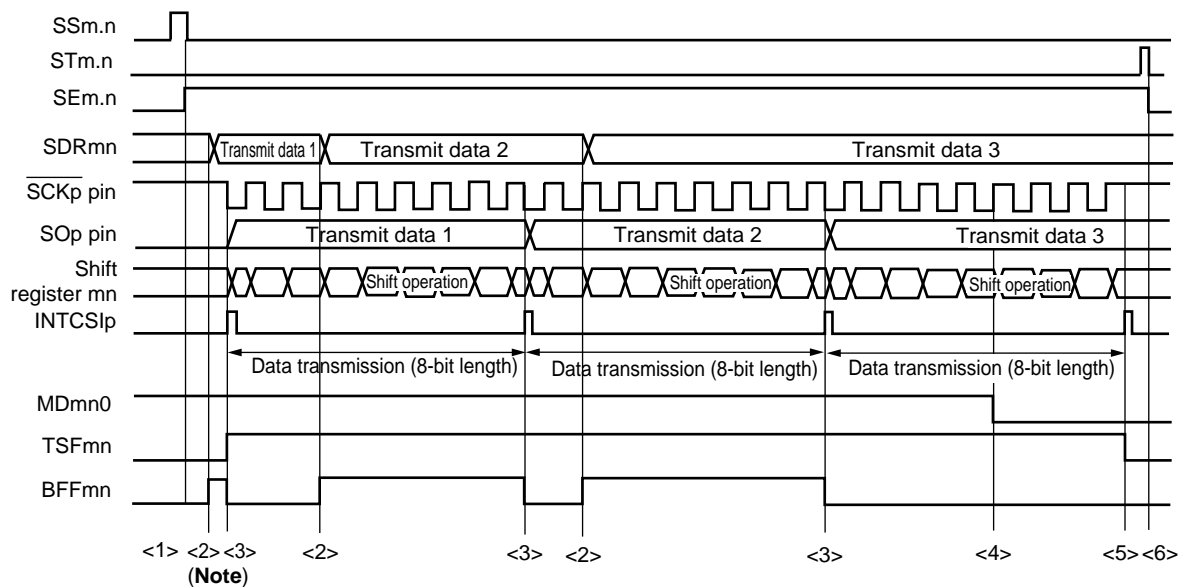 SSm.n
STm.n
SEm.n
SDRmn
Transmit data 1
Transmit data 2
Transmit data 3
SCKp pin
SOp pin
Transmit data 1
Transmit data 2
Transmit data 3
Shift
register mn
Shift operation
Shift operation
Shift operation
INTCSIp
Data transmission (8-bit length)
Data transmission (8-bit length)
Data transmission (8-bit length)
MDmn0
TSFmn
BFFmn
<1> <2> <3> <2> <3> <2> <3> <4> <5> <6>
(Note)